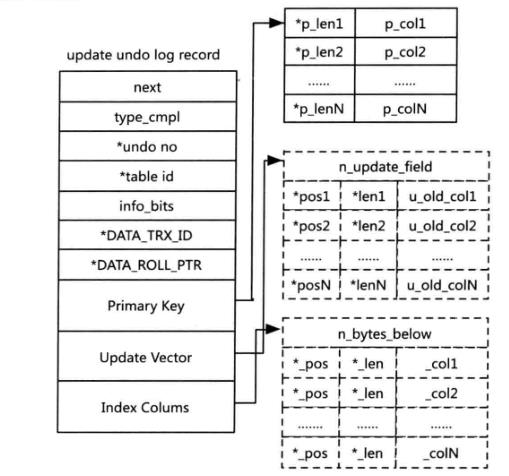 update undo log record
next
type_cmpl
*undo no
*table id
info_bits
*DATA_TRX_ID
*DATA_ROLL_PTR
Primary Key
Update Vector
Index Colums
*p_len1 p_col1
*p_len2 p_col2
...... ......
*p_lenN p_colN
n_update_field
*pos1 *len1 u_old_col1
*pos2 *len2 u_old_col2
...... ...... ......
*posN *lenN u_old_colN
n_bytes_below
*_pos *_len _col1
*_pos *_len _col2
....... ...... ......
*_pos *_len _colN